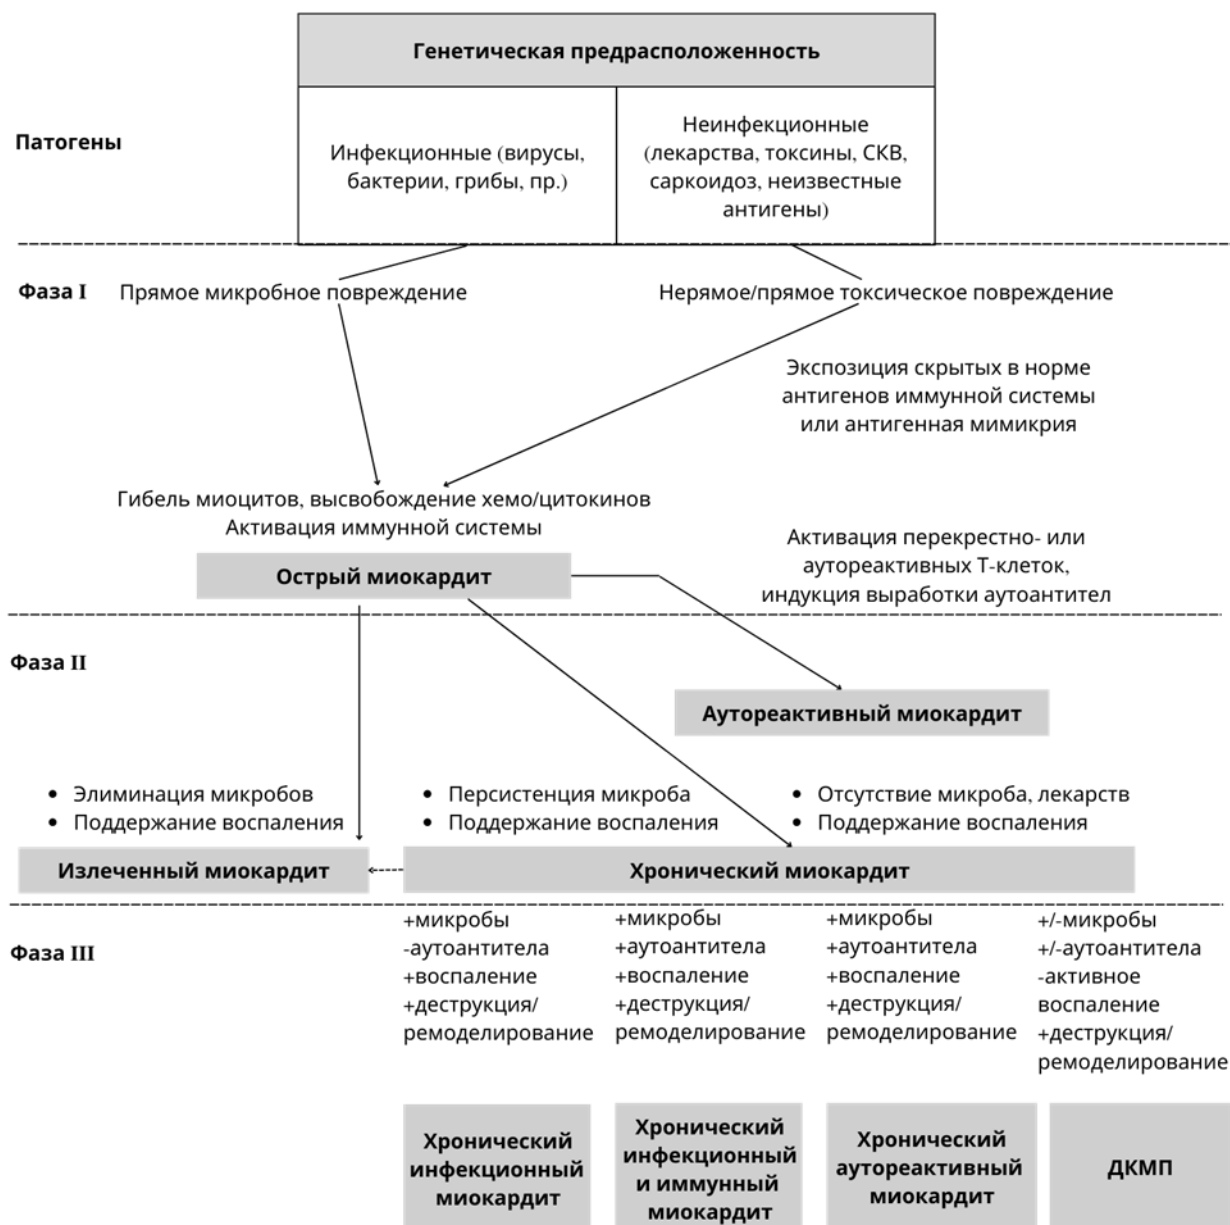 Генетическая предрасположенность
Патогены
Инфекционные (вирусы,
бактерии, грибы, пр.)
Неинфекционные
(лекарства, токсины, СКВ,
саркоидоз, неизвестные
антигены)
Фаза I
Прямое микробное повреждение
Нерямое/прямое токсическое повреждение
Экспозиция скрытых в норме
антигенов иммунной системы
или антигенная мимикрия
Гибель миоцитов, высвобождение хемо/цитокинов
Активация иммунной системы
Острый миокардит
Активация перекрестно- или
аутореактивных Т-клеток,
индукция выработки аутоантител
Фаза II
Аутореактивный миокардит
• Элиминация микробов
• Поддержание воспаления
• Персистенция микроба
• Поддержание воспаления
• Отсутствие микроба, лекарств
• Поддержание воспаления
Излеченный миокардит
Хронический миокардит
Фаза III
+микробы
-аутоантитела
+воспаление
+деструкция/
ремоделирование
+микробы
+аутоантитела
+воспаление
+деструкция/
ремоделирование
+микробы
+аутоантитела
+воспаление
+деструкция/
ремоделирование
+/-микробы
+/-аутоантитела
-активное
воспаление
+деструкция/
ремоделирование
Хронический
инфекционный
миокардит
Хронический
инфекционный
и иммунный
миокардит
Хронический
аутореактивный
миокардит
ДКМП